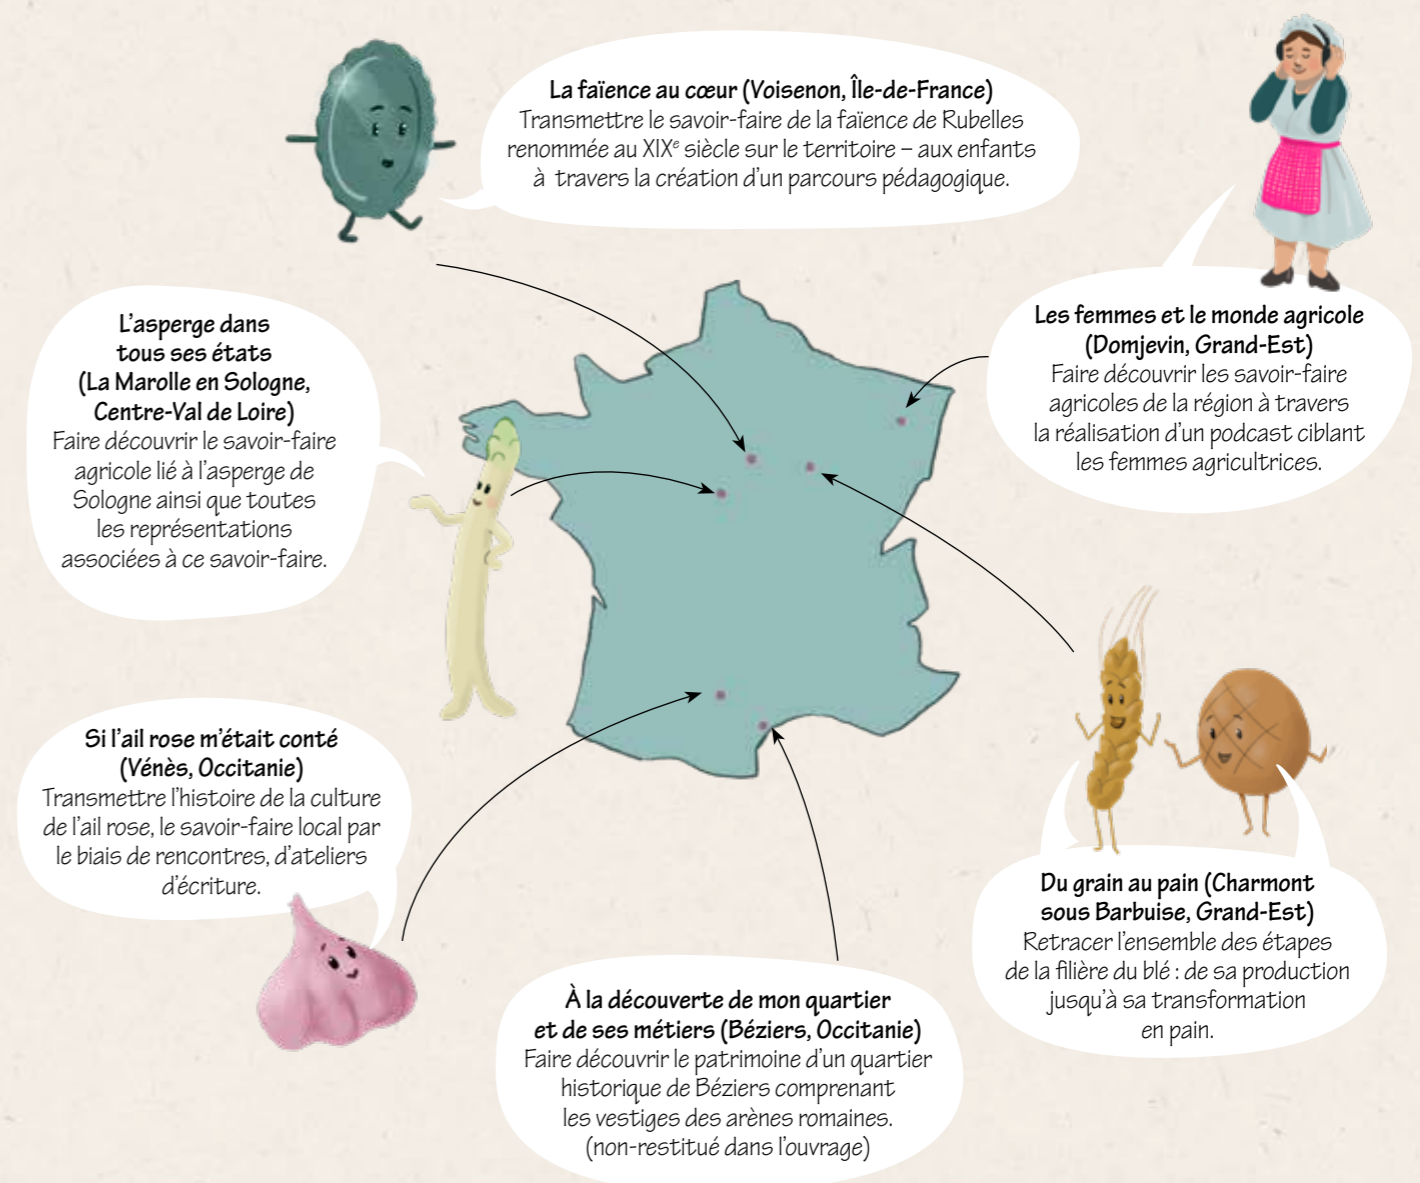 La faïence au cœur (Voisenon, Île-de-France)
Transmettre le savoir-faire de la faïence de Rubelles
renommée au XIXe siècle sur le territoire – aux enfants
à travers la création d'un parcours pédagogique.
L'asperge dans
tous ses états
(La Marolle en Sologne,
Centre-Val de Loire)
Faire découvrir le savoir-faire
agricole lié à l'asperge de
Sologne ainsi que toutes
les représentations
associées à ce savoir-faire.
Les femmes et le monde agricole
(Domjevin, Grand-Est)
Faire découvrir les savoir-faire
agricoles de la région à travers
la réalisation d'un podcast ciblant
les femmes agricultrices.
Si l'ail rose m'était conté
(Vénès, Occitanie)
Transmettre l'histoire de la culture
de l'ail rose, le savoir-faire local par
le biais de rencontres, d'ateliers
d'écriture.
À la découverte de mon quartier
et de ses métiers (Béziers, Occitanie)
Faire découvrir le patrimoine d'un quartier
historique de Béziers comprenant
les vestiges des arènes romaines.
(non-restitué dans l'ouvrage)
Du grain au pain (Charmont
sous Barbuise, Grand-Est)
Retracer l'ensemble des étapes
de la filière du blé : de sa production
jusqu'à sa transformation
en pain.